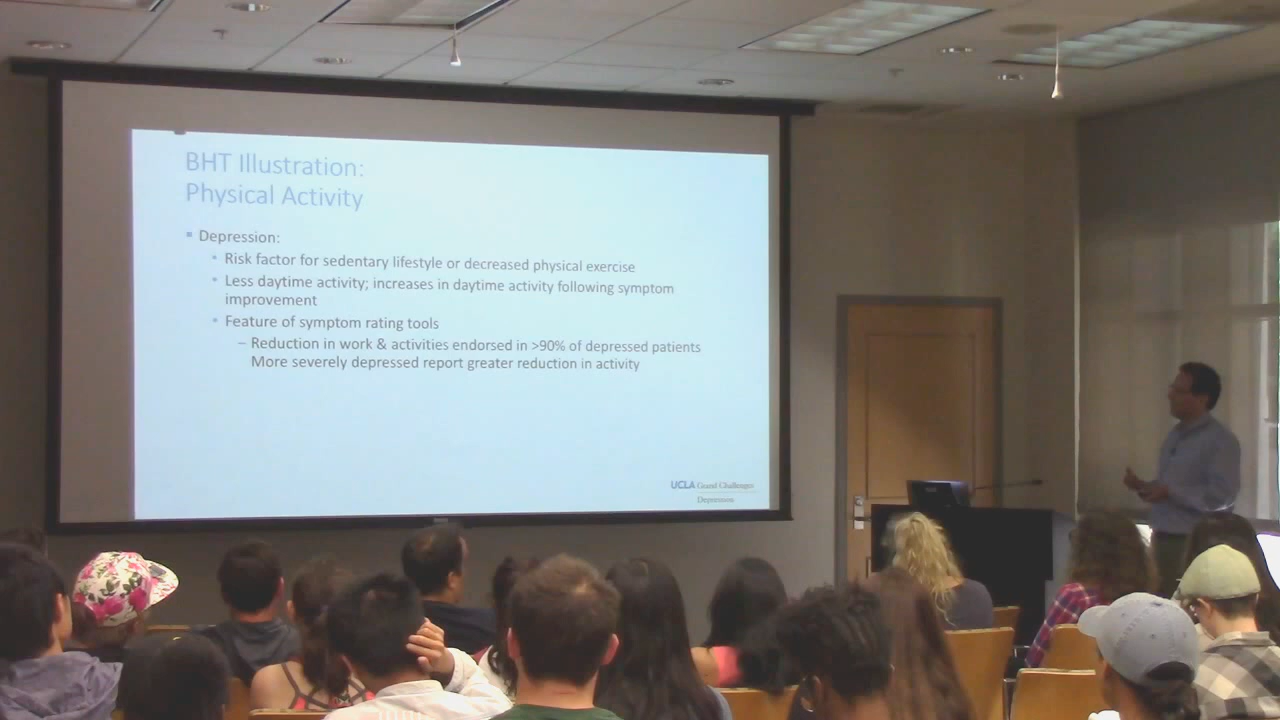 BHT Illustration:
Physical Activity
▪ Depression:
• Risk factor for sedentary lifestyle or decreased physical exercise
• Less daytime activity; increases in daytime activity following symptom
improvement
• Feature of symptom rating tools
– Reduction in work & activities endorsed in >90% of depressed patients
More severely depressed report greater reduction in activity
UCLA Grand Challenges
Depression